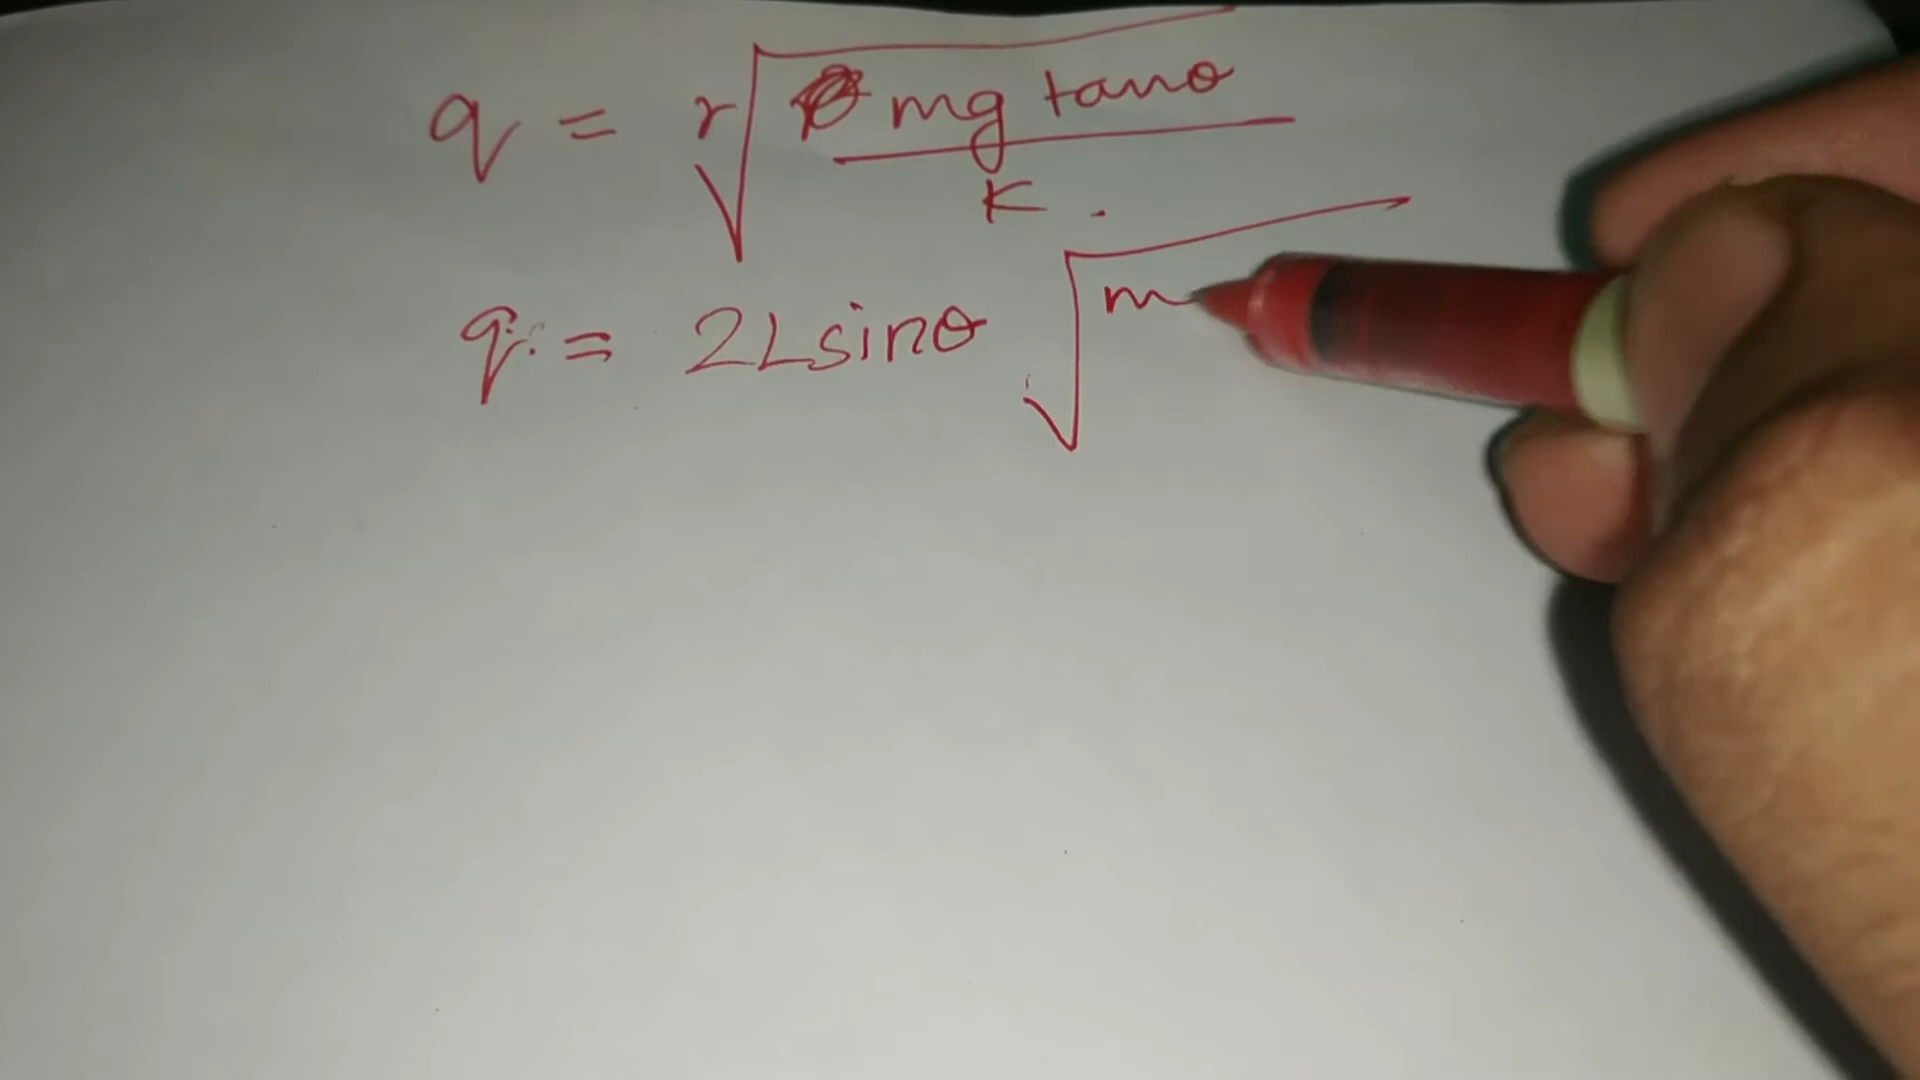 q = r√ mg tanθ
K .
q = 2Lsinθ √ m